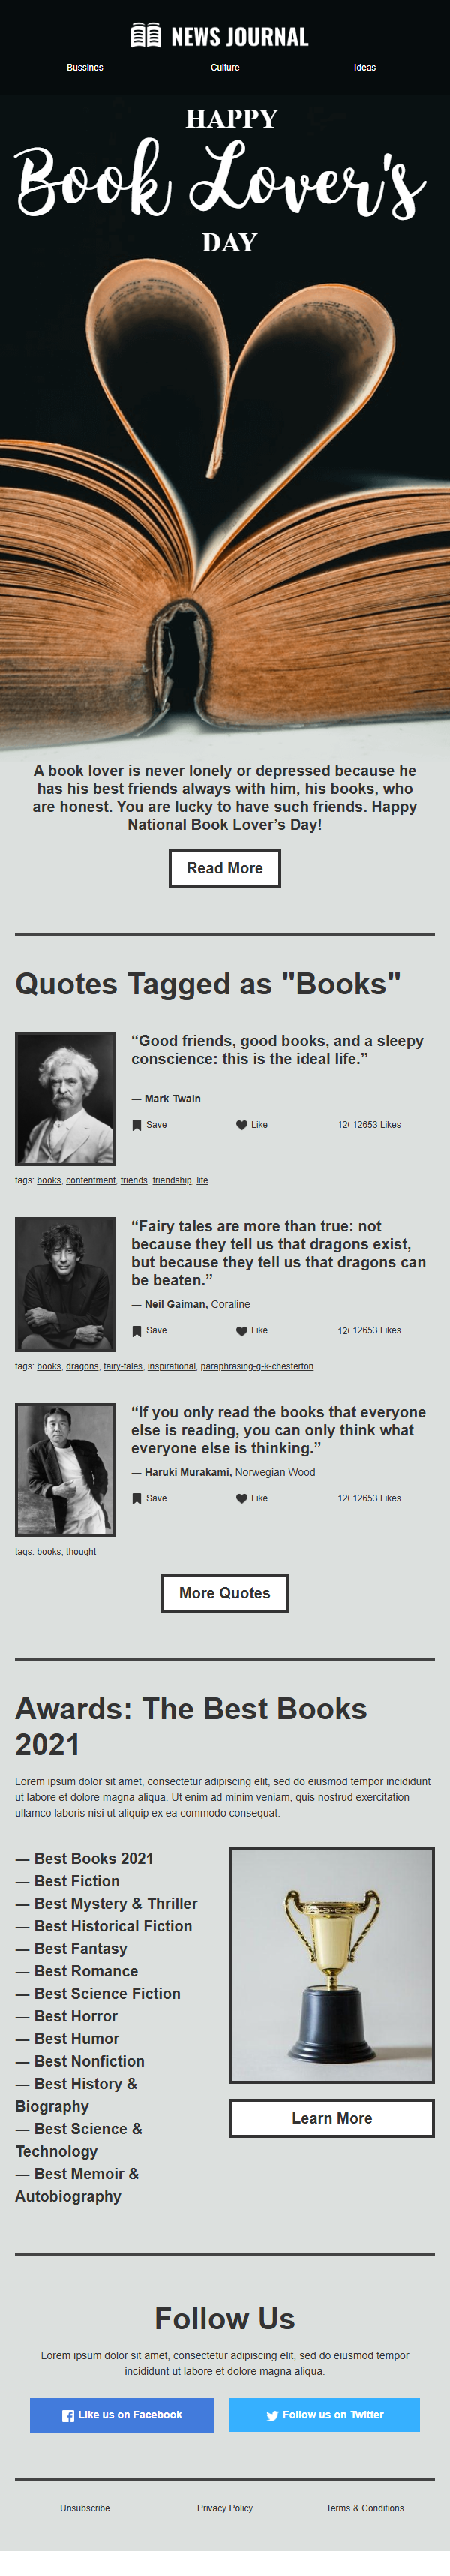 NEWS JOURNAL
Bussines
Culture
Ideas
HAPPY
Book Lover's
DAY
A book lover is never lonely or depressed because he
has his best friends always with him, his books, who
are honest. You are lucky to have such friends. Happy
National Book Lover’s Day!
Read More
Quotes Tagged as "Books"
“Good friends, good books, and a sleepy
conscience: this is the ideal life.”
— Mark Twain
Save
Like
12653 Likes
tags: books, contentment, friends, friendship, life
“Fairy tales are more than true: not
because they tell us that dragons exist,
but because they tell us that dragons can
be beaten.”
— Neil Gaiman, Coraline
Save
Like
12653 Likes
tags: books, dragons, fairy-tales, inspirational, paraphrasing-g-k-chesterton
“If you only read the books that everyone
else is reading, you can only think what
everyone else is thinking.”
— Haruki Murakami, Norwegian Wood
Save
Like
12653 Likes
tags: books, thought
More Quotes
Awards: The Best Books
2021
Lorem ipsum dolor sit amet, consectetur adipiscing elit, sed do eiusmod tempor incididunt
ut labore et dolore magna aliqua. Ut enim ad minim veniam, quis nostrud exercitation
ullamco laboris nisi ut aliquip ex ea commodo consequat.
— Best Books 2021
— Best Fiction
— Best Mystery & Thriller
— Best Historical Fiction
— Best Fantasy
— Best Romance
— Best Science Fiction
— Best Horror
— Best Humor
— Best Nonfiction
— Best History &
Biography
— Best Science &
Technology
— Best Memoir &
Autobiography
Learn More
Follow Us
Lorem ipsum dolor sit amet, consectetur adipiscing elit, sed do eiusmod tempor
incididunt ut labore et dolore magna aliqua.
Like us on Facebook
Follow us on Twitter
Unsubscribe
Privacy Policy
Terms & Conditions